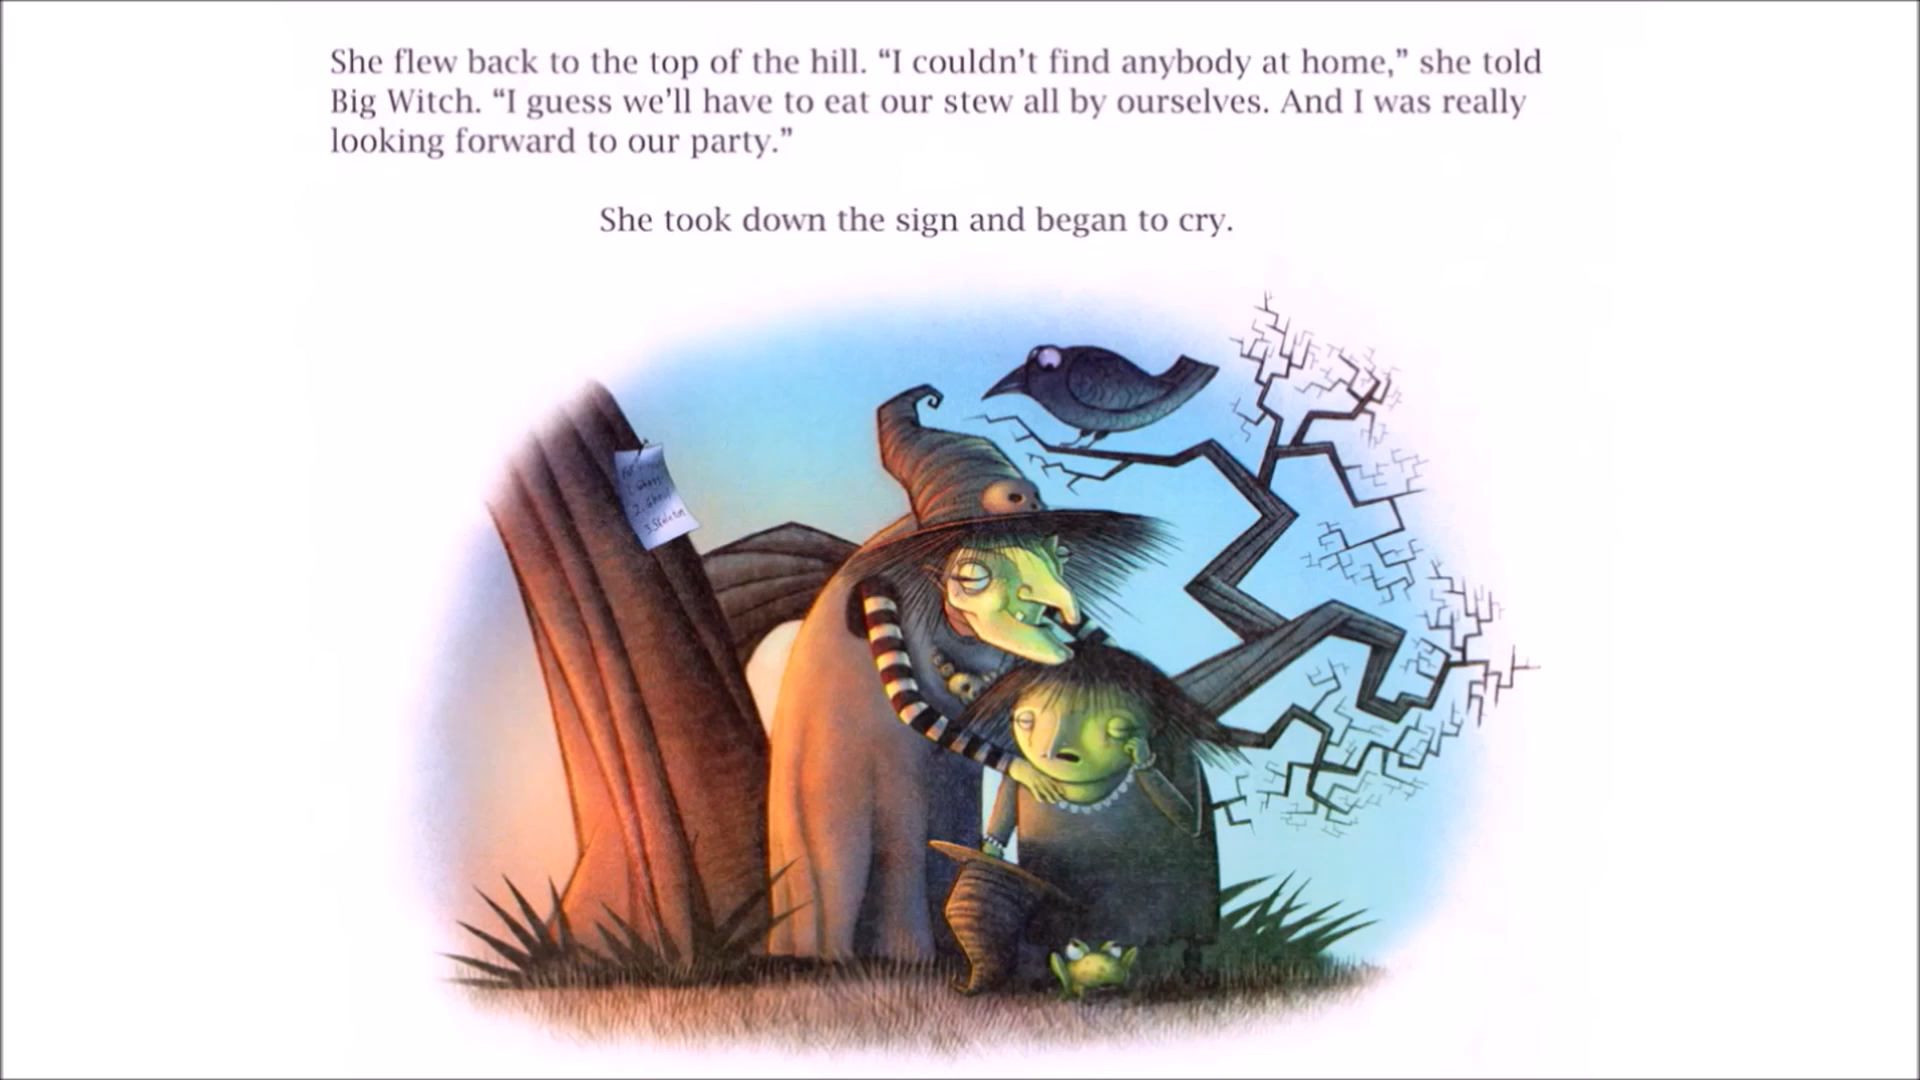 She flew back to the top of the hill. “I couldn’t find anybody at home,” she told
Big Witch. “I guess we’ll have to eat our stew all by ourselves. And I was really
looking forward to our party.”
She took down the sign and began to cry.
3. Skeleton